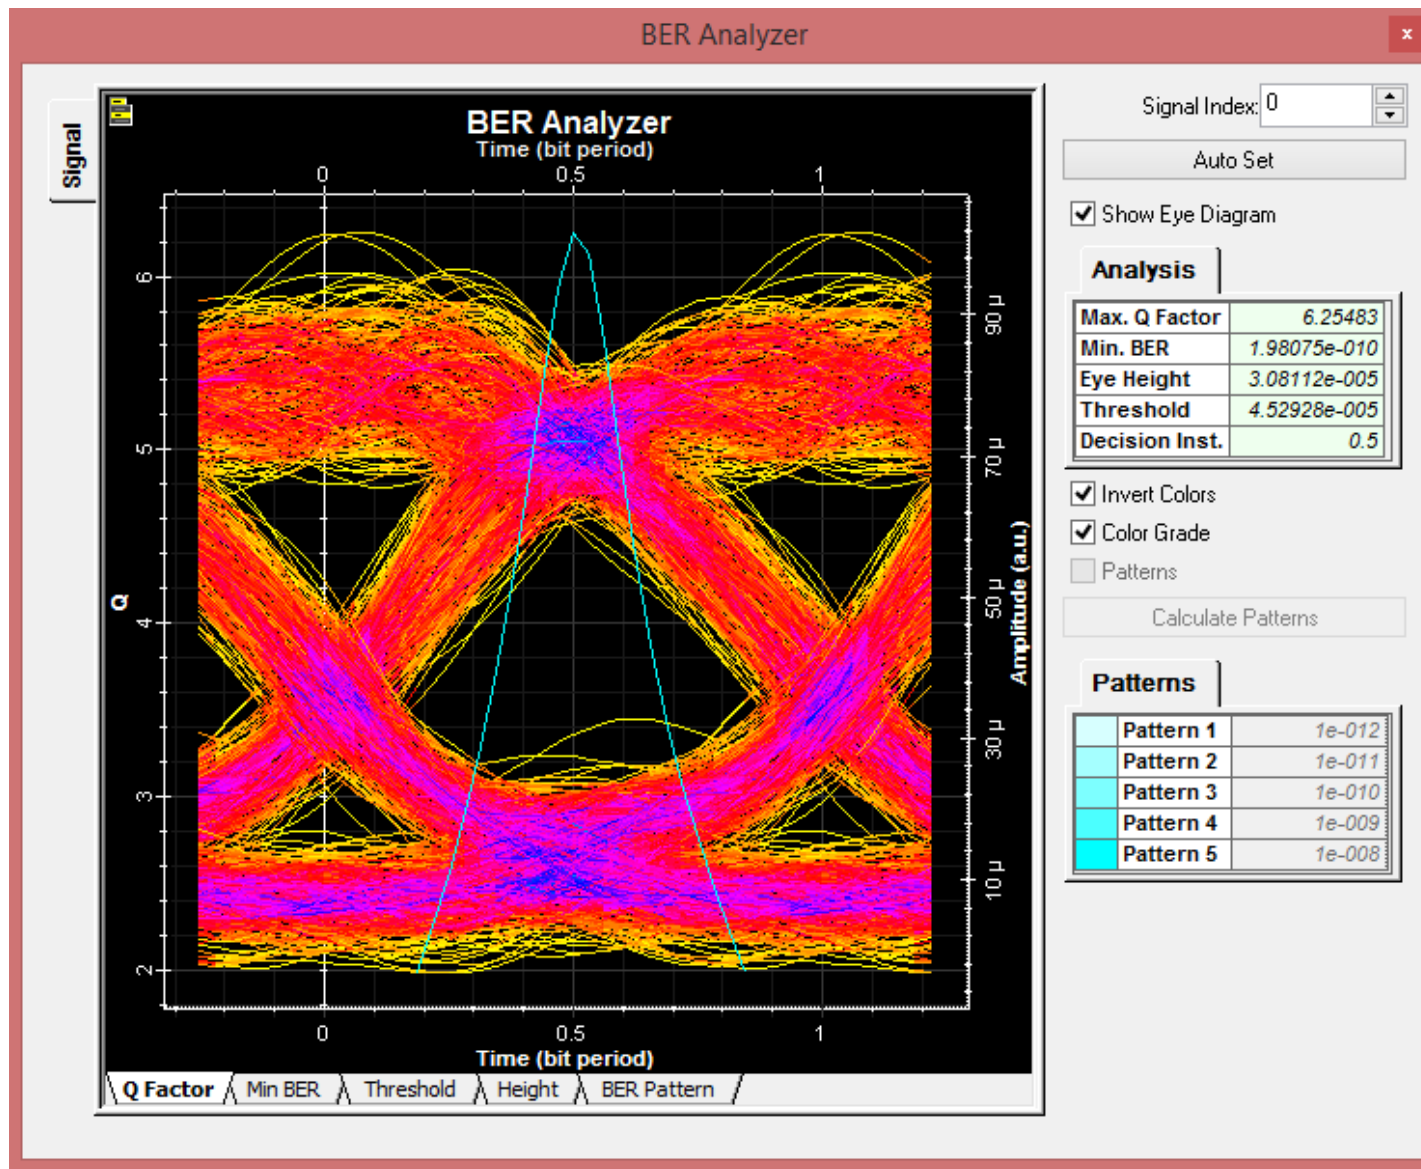 BER Analyzer
x
Signal
BER Analyzer
Time (bit period)
0 0.5 1
Q
6
5
4
3
2
90 µ
70 µ
50 µ
30 µ
10 µ
Amplitude (a.u.)
0 0.5 1
Time (bit period)
Q Factor Min BER Threshold Height BER Pattern
Signal Index: 0
Auto Set
Show Eye Diagram
Analysis
Max. Q Factor 6.25483
Min. BER 1.98075e-010
Eye Height 3.08112e-005
Threshold 4.52928e-005
Decision Inst. 0.5
Invert Colors
Color Grade
Patterns
Calculate Patterns
Patterns
Pattern 1 1e-012
Pattern 2 1e-011
Pattern 3 1e-010
Pattern 4 1e-009
Pattern 5 1e-008